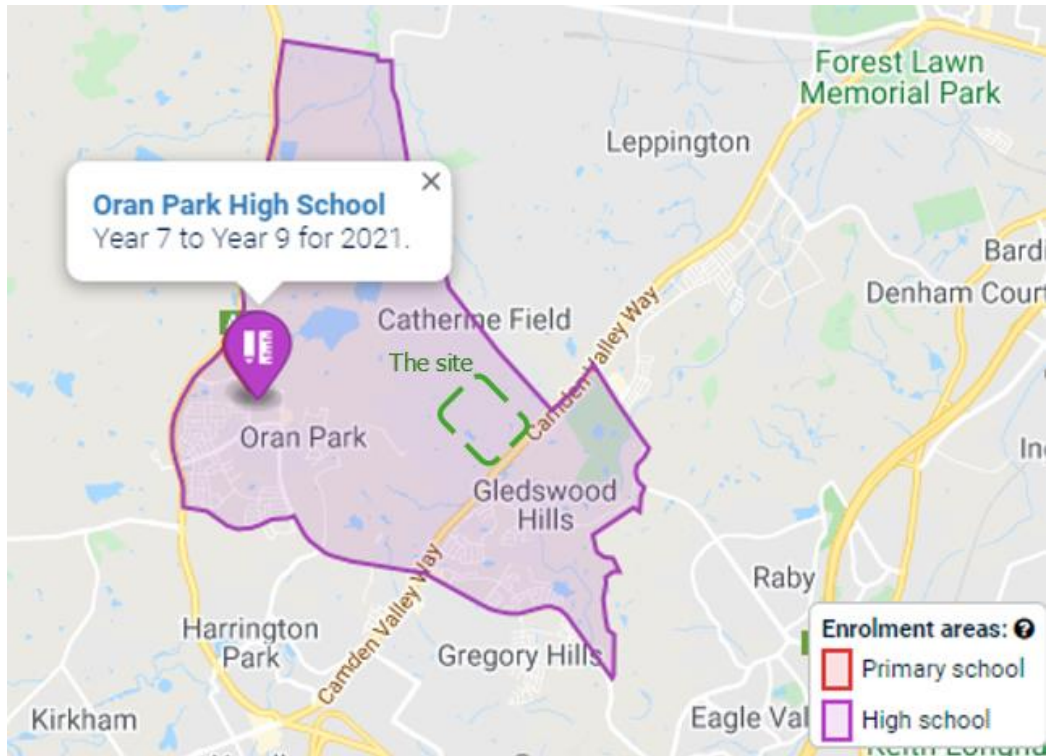 Forest Lawn
Memorial Park
Leppington
Oran Park High School
Year 7 to Year 9 for 2021.
Denham Court
Catherine Field
Camden Valley Way
The site
Oran Park
Gledswood
Hills
Raby
Camden Valley Way
Harrington
Park
Gregory Hills
Enrolment areas:
Primary school
High school
Kirkham
Eagle Val